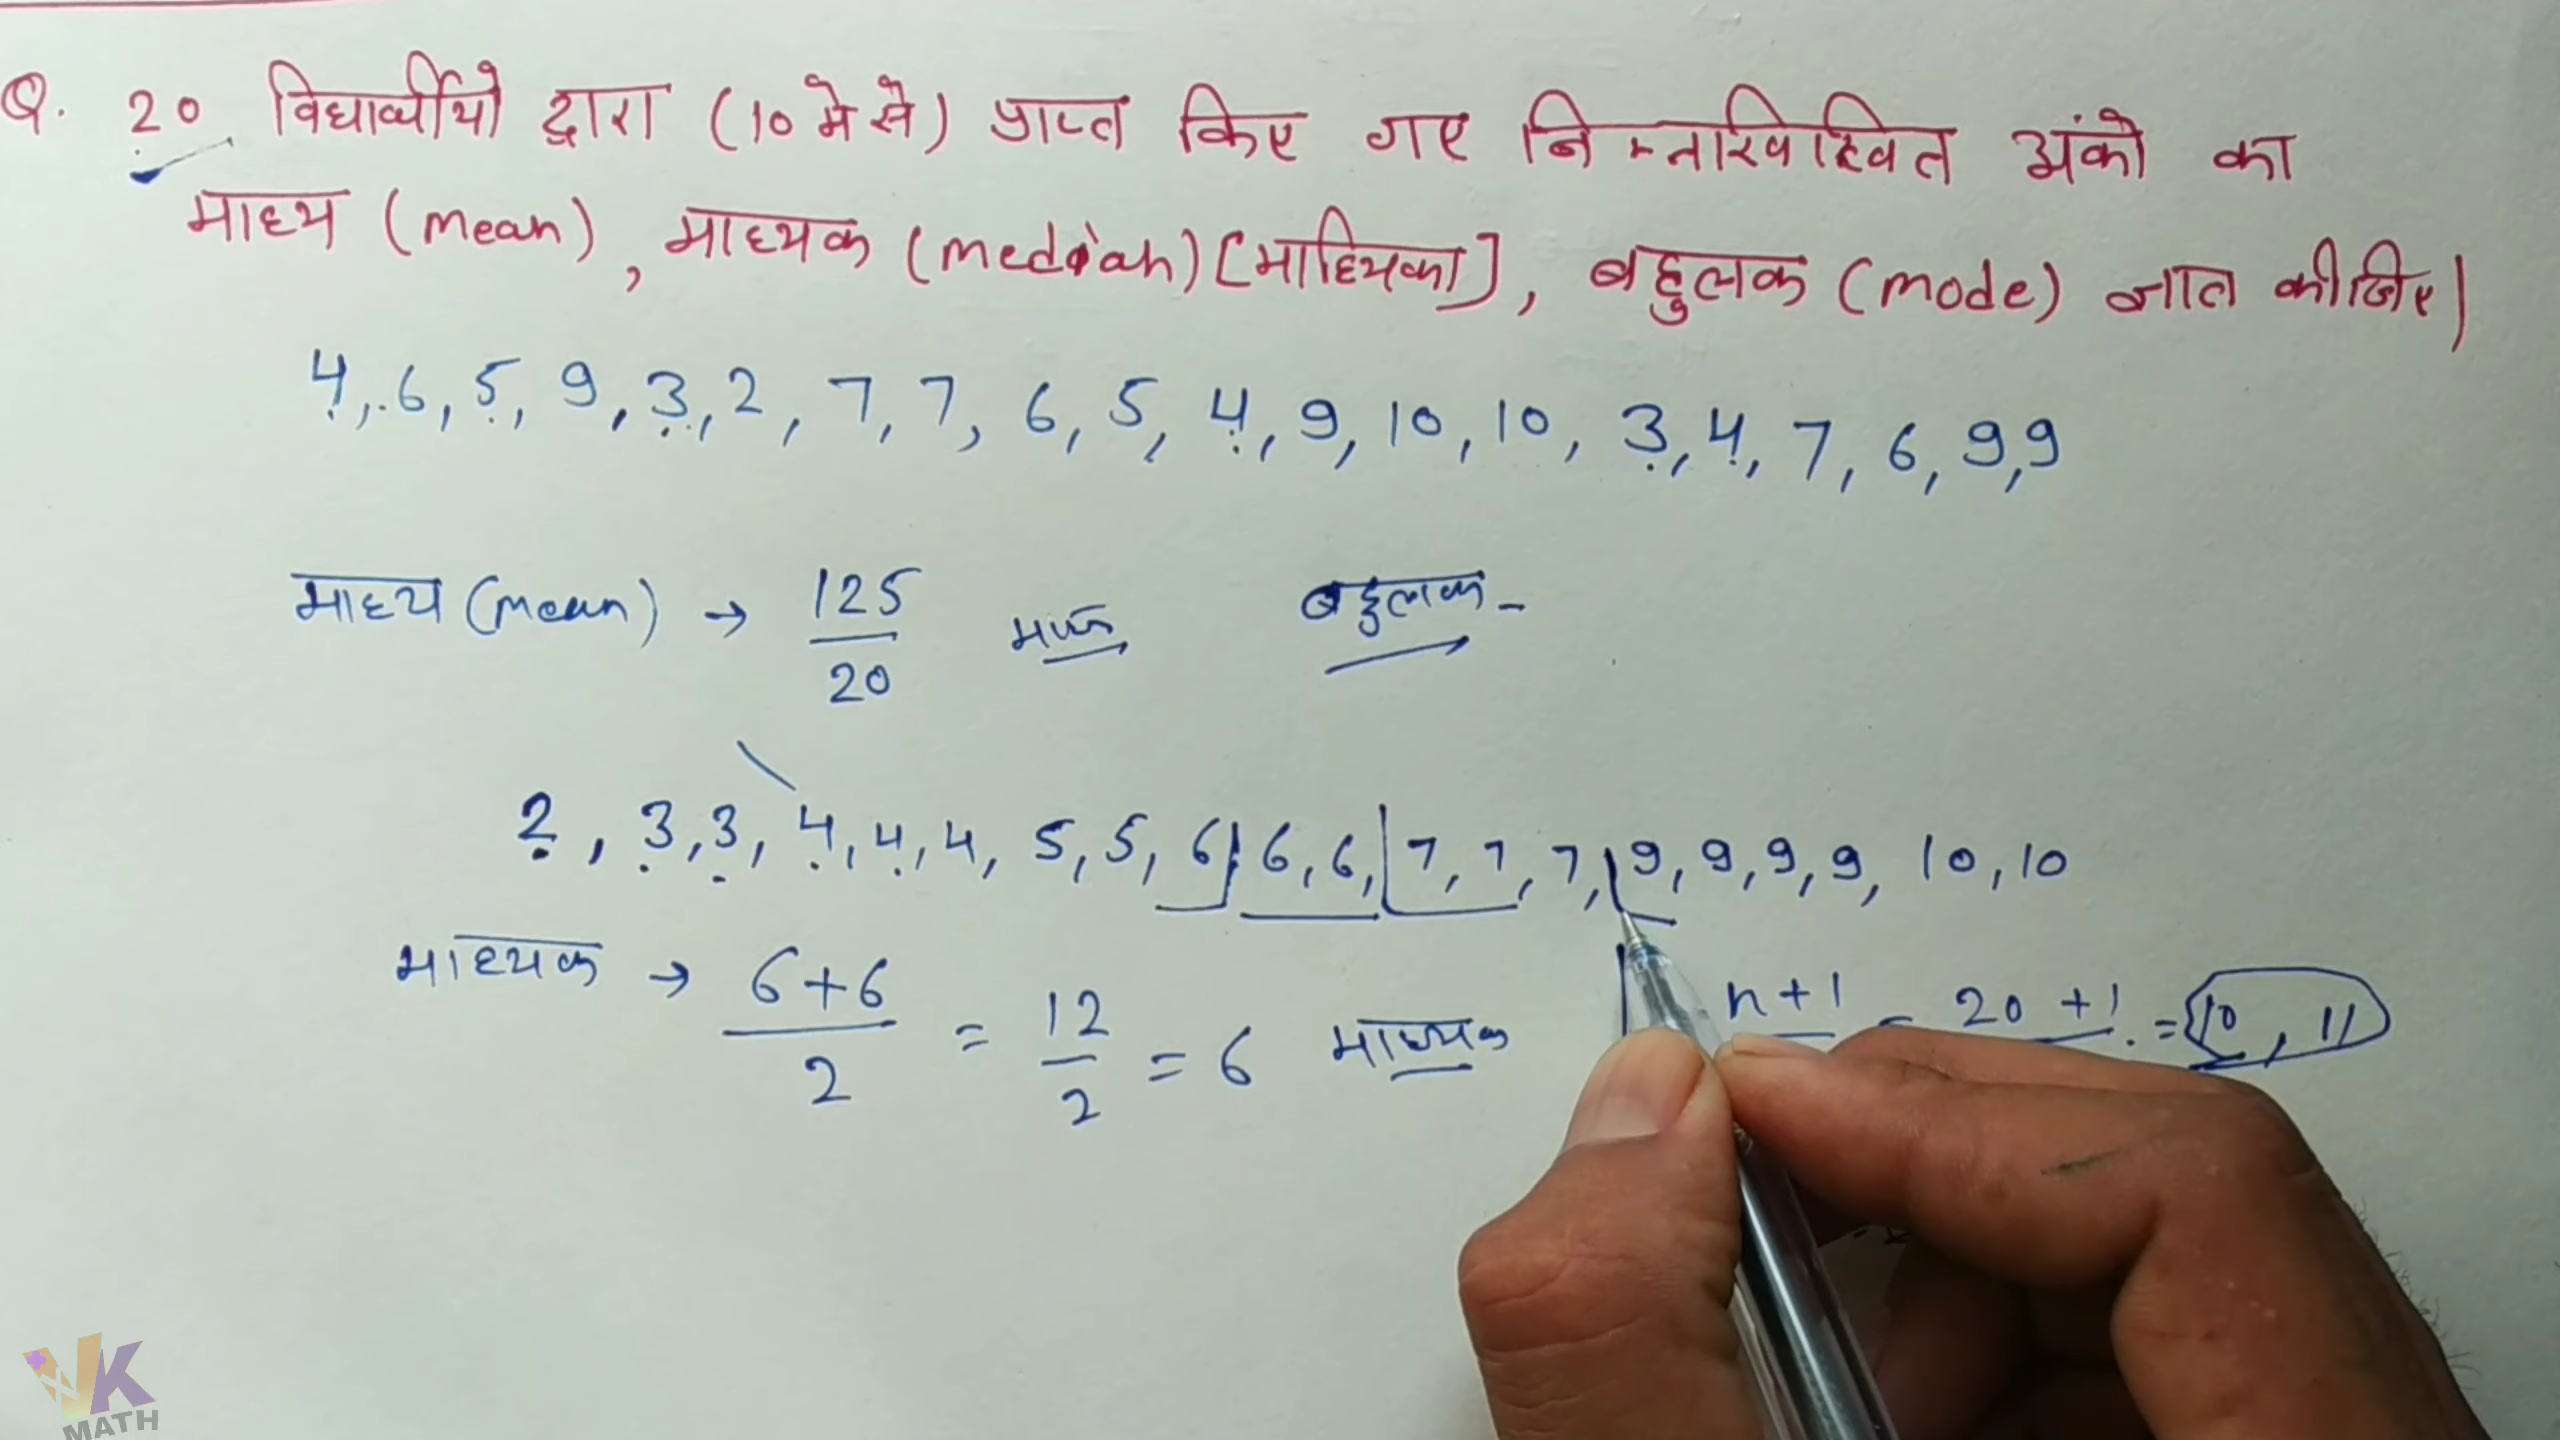 Q. 20 विद्यार्थीयो द्वारा (10 मे से) प्राप्त किए गए निम्नलिखित अंको का
माध्य (mean), माध्यक (median) [माध्यिका], बहुलक (mode) ज्ञात कीजिए|
4, 6, 5, 9, 3, 2, 7, 7, 6, 5, 4, 9, 10, 10, 3, 4, 7, 6, 9, 9
माध्य (mean) → 125/20 बहुलक -
2, 3, 3, 4, 4, 4, 5, 5, 6, 6, 6, 7, 7, 7, 9, 9, 9, 9, 10, 10
माध्यक → 6+6/2 = 12/2 = 6 माध्यक n+1 = 20+1 = 10, 11
VK
MATH